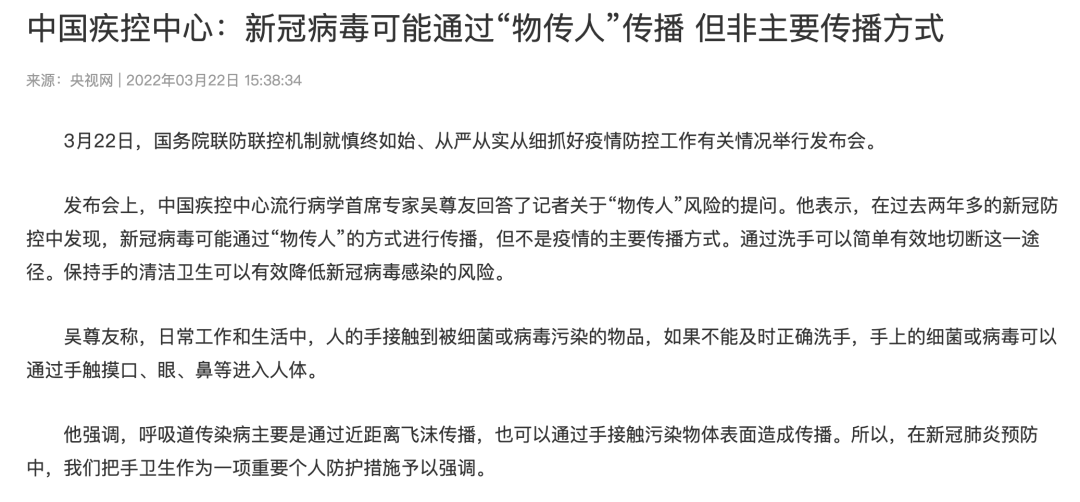 中国疾控中心：新冠病毒可能通过“物传人”传播 但非主要传播方式
来源：央视网 | 2022年03月22日 15:38:34
3月22日，国务院联防联控机制就慎终如始、从严从实从细抓好疫情防控工作有关情况举行发布会。
发布会上，中国疾控中心流行病学首席专家吴尊友回答了记者关于“物传人”风险的提问。他表示，在过去两年多的新冠防
控中发现，新冠病毒可能通过“物传人”的方式进行传播，但不是疫情的主要传播方式。通过洗手可以简单有效地切断这一途
径。保持手的清洁卫生可以有效降低新冠病毒感染的风险。
吴尊友称，日常工作和生活中，人的手接触到被细菌或病毒污染的物品，如果不能及时正确洗手，手上的细菌或病毒可以
通过手触摸口、眼、鼻等进入人体。
他强调，呼吸道传染病主要是通过近距离飞沫传播，也可以通过手接触污染物体表面造成传播。所以，在新冠肺炎预防
中，我们把手卫生作为一项重要个人防护措施予以强调。